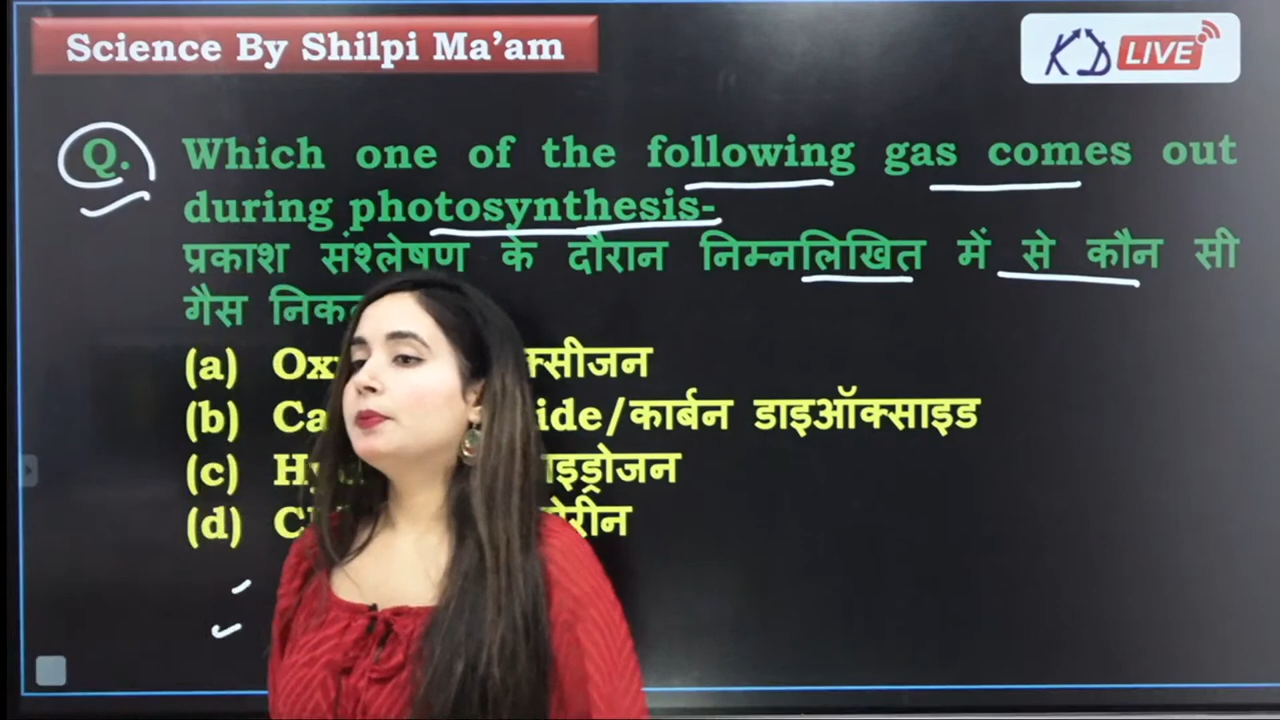 Science By Shilpi Ma’am
KD LIVE
Q. Which one of the following gas comes out
during photosynthesis-
प्रकाश संश्लेषण के दौरान निम्नलिखित में से कौन सी
गैस
(a)
(b) /कार्बन डाइऑक्साइड
(c)
(d)